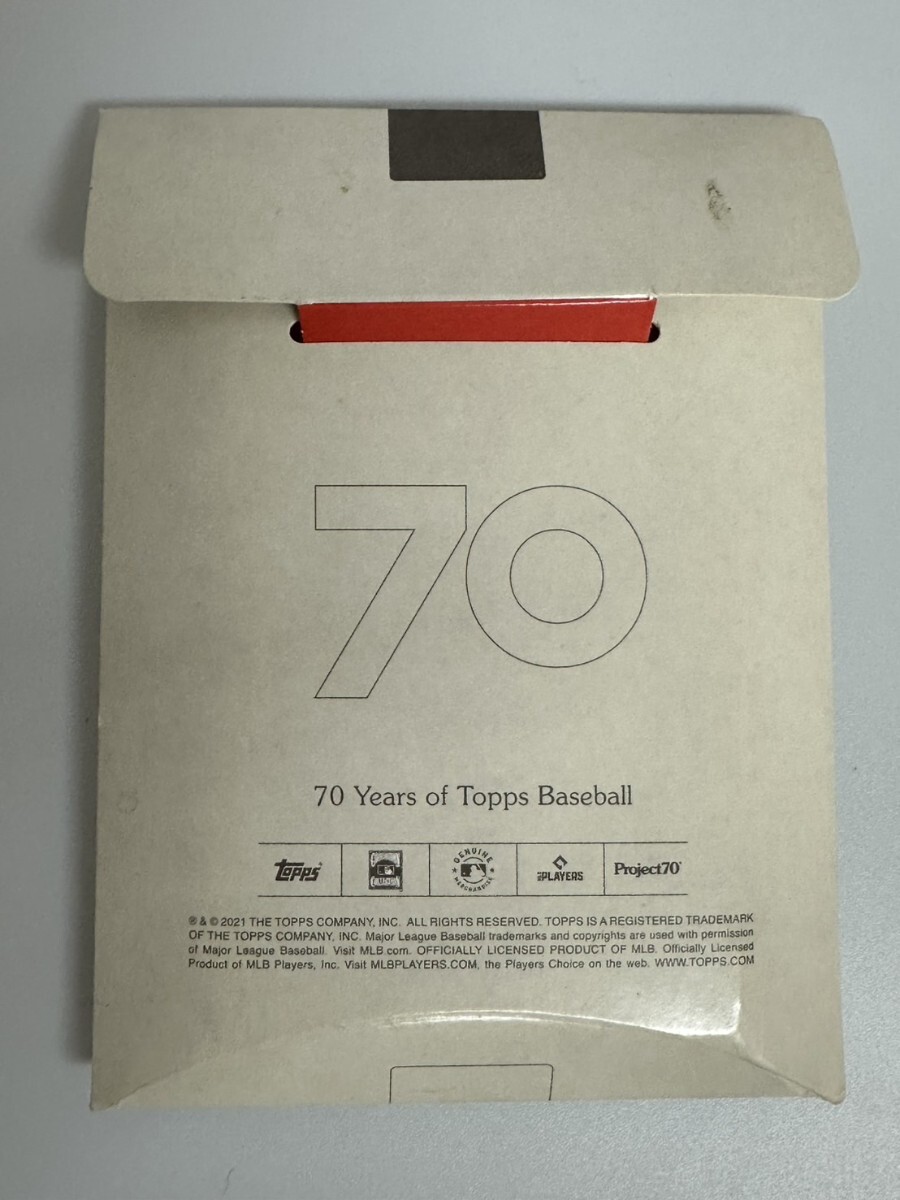 70
70 Years of Topps Baseball
Topps
GENUINE
MERCHANDISE
MLB PLAYERS
Project70®
® & © 2021 THE TOPPS COMPANY, INC. ALL RIGHTS RESERVED. TOPPS IS A REGISTERED TRADEMARK
OF THE TOPPS COMPANY, INC. Major League Baseball trademarks and copyrights are used with permission
of Major League Baseball. Visit MLB.com. OFFICIALLY LICENSED PRODUCT OF MLB. Officially Licensed
Product of MLB Players, Inc. Visit MLBPLAYERS.COM, the Players Choice on the web. WWW.TOPPS.COM